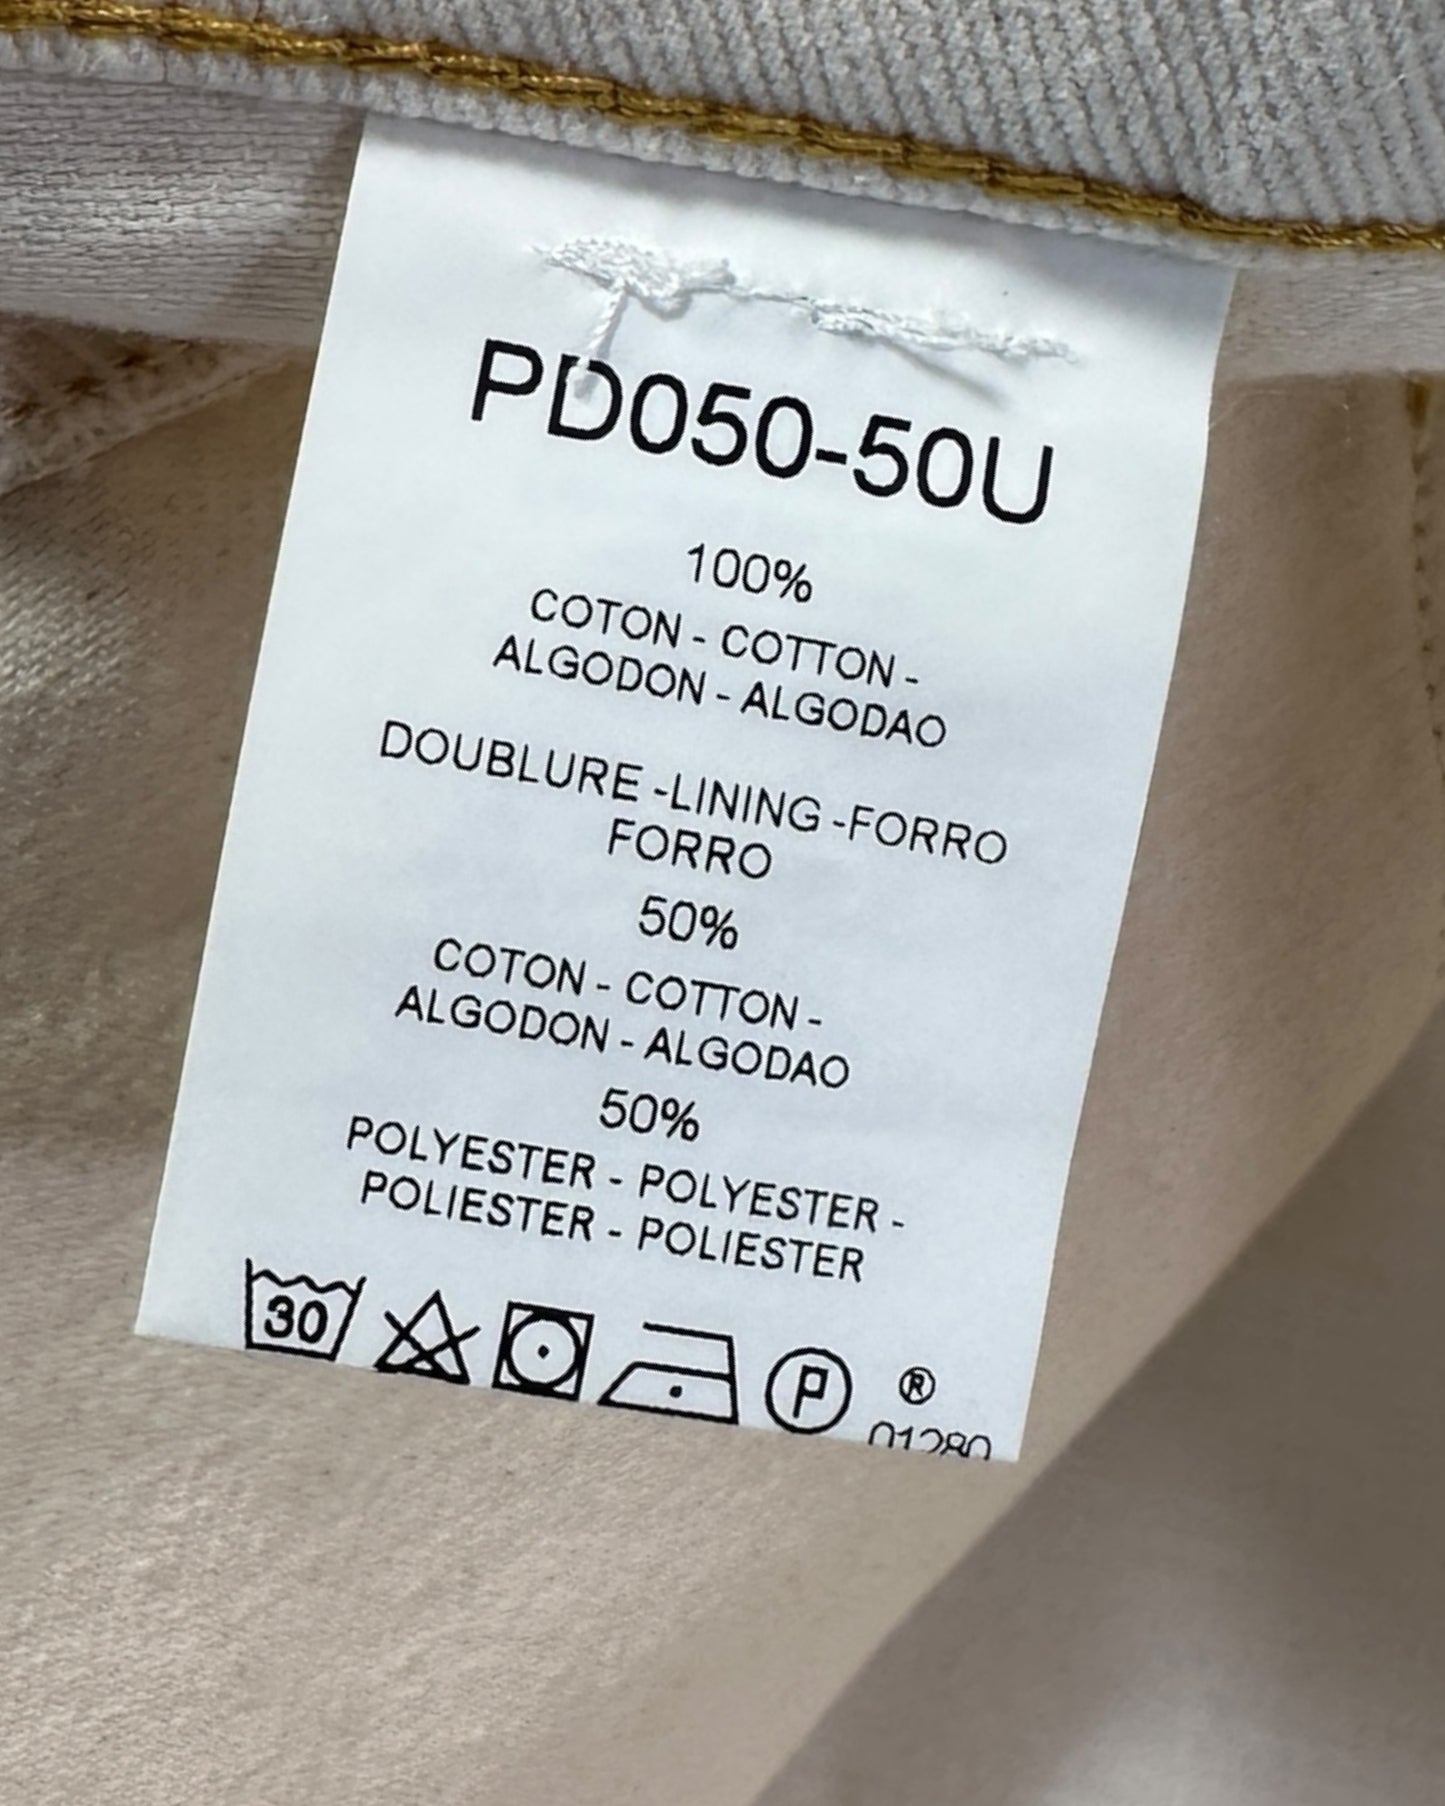 PD050-50U
100%
COTON - COTTON -
ALGODON - ALGODAO
DOUBLURE -LINING -FORRO
FORRO
50%
COTON - COTTON -
ALGODON - ALGODAO
50%
POLYESTER - POLYESTER -
POLIESTER - POLIESTER
30 P ®
01280